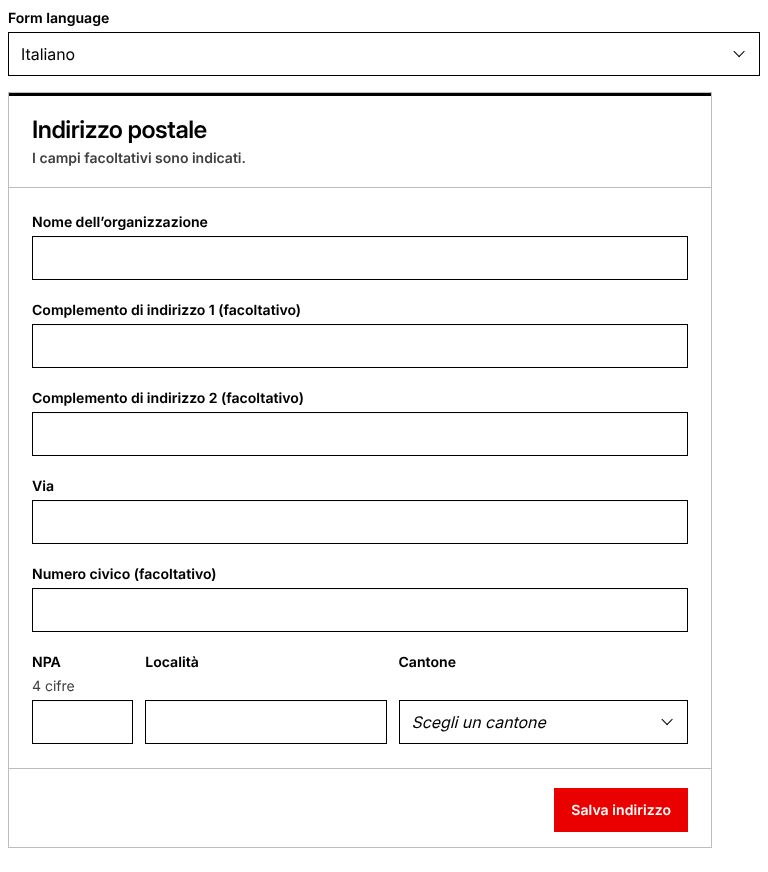 Form language
Italiano
Indirizzo postale
I campi facoltativi sono indicati.
Nome dell’organizzazione
Complemento di indirizzo 1 (facoltativo)
Complemento di indirizzo 2 (facoltativo)
Via
Numero civico (facoltativo)
NPA Località Cantone
4 cifre
Scegli un cantone
Salva indirizzo